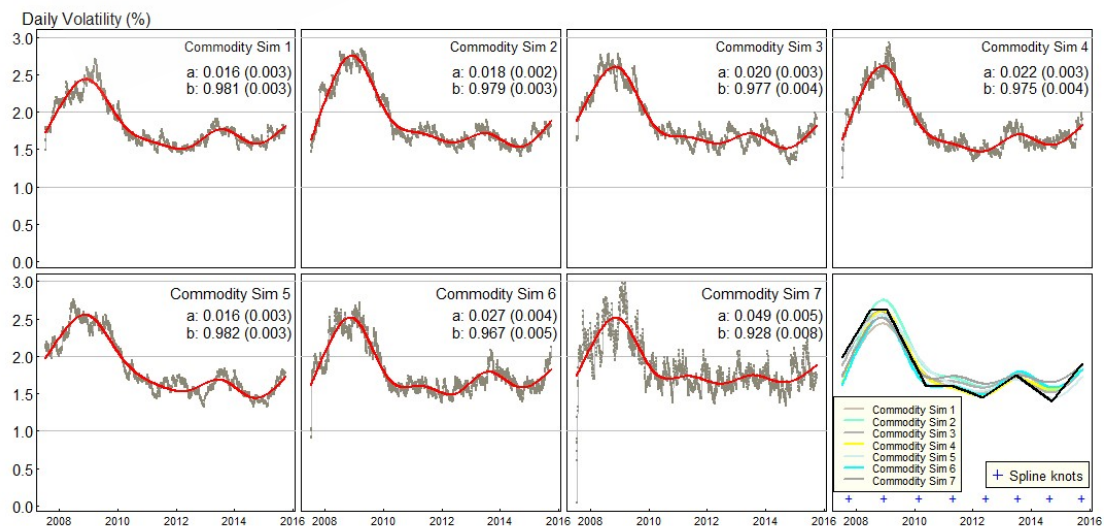 Daily Volatility (%)
3.0
2.5
2.0
1.5
1.0
0.5
0.0
Commodity Sim 1
a: 0.016 (0.003)
b: 0.981 (0.003)
Commodity Sim 2
a: 0.018 (0.002)
b: 0.979 (0.003)
Commodity Sim 3
a: 0.020 (0.003)
b: 0.977 (0.004)
Commodity Sim 4
a: 0.022 (0.003)
b: 0.975 (0.004)
3.0
2.5
2.0
1.5
1.0
0.5
0.0
Commodity Sim 5
a: 0.016 (0.003)
b: 0.982 (0.003)
Commodity Sim 6
a: 0.027 (0.004)
b: 0.967 (0.005)
Commodity Sim 7
a: 0.049 (0.005)
b: 0.928 (0.008)
Commodity Sim 1
Commodity Sim 2
Commodity Sim 3
Commodity Sim 4
Commodity Sim 5
Commodity Sim 6
Commodity Sim 7
+ Spline knots
2008 2010 2012 2014 2016
2008 2010 2012 2014 2016
2008 2010 2012 2014 2016
2008 2010 2012 2014 2016